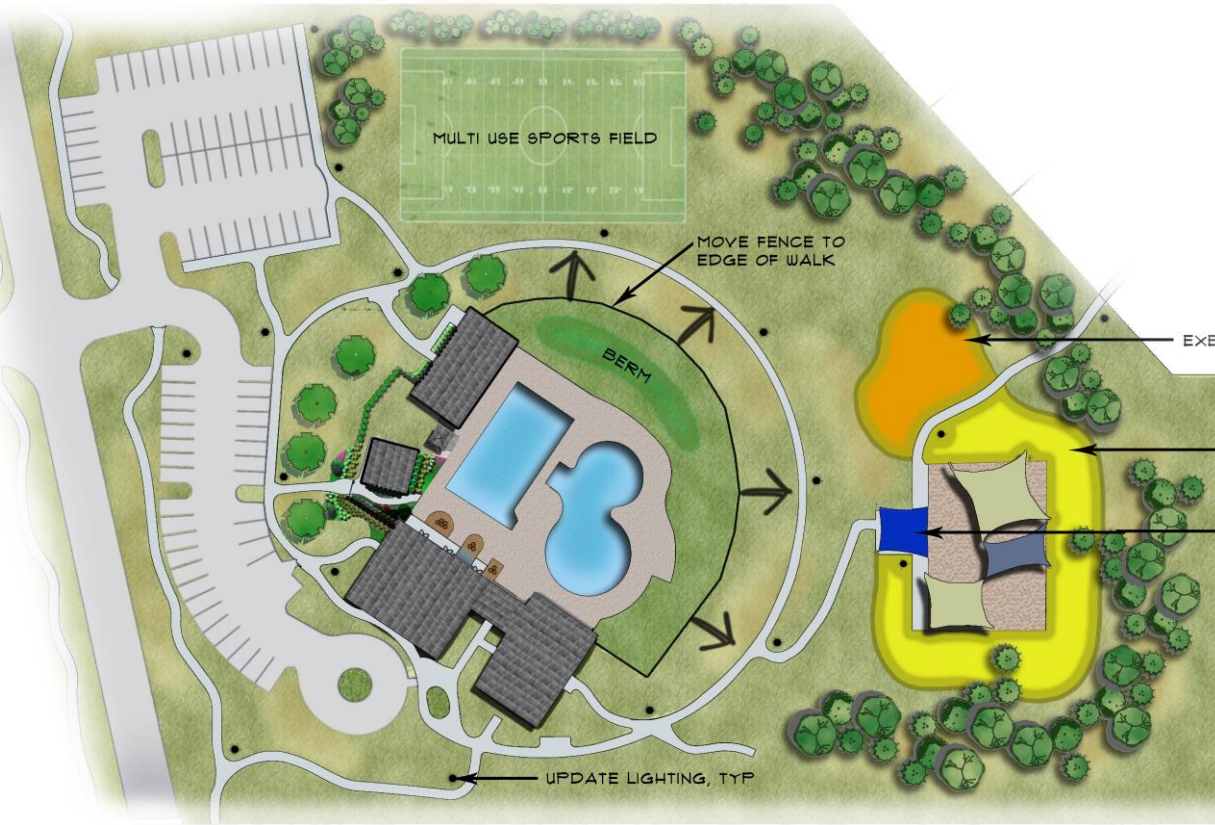 MULTI USE SPORTS FIELD
MOVE FENCE TO
EDGE OF WALK
BERM
UPDATE LIGHTING, TYP